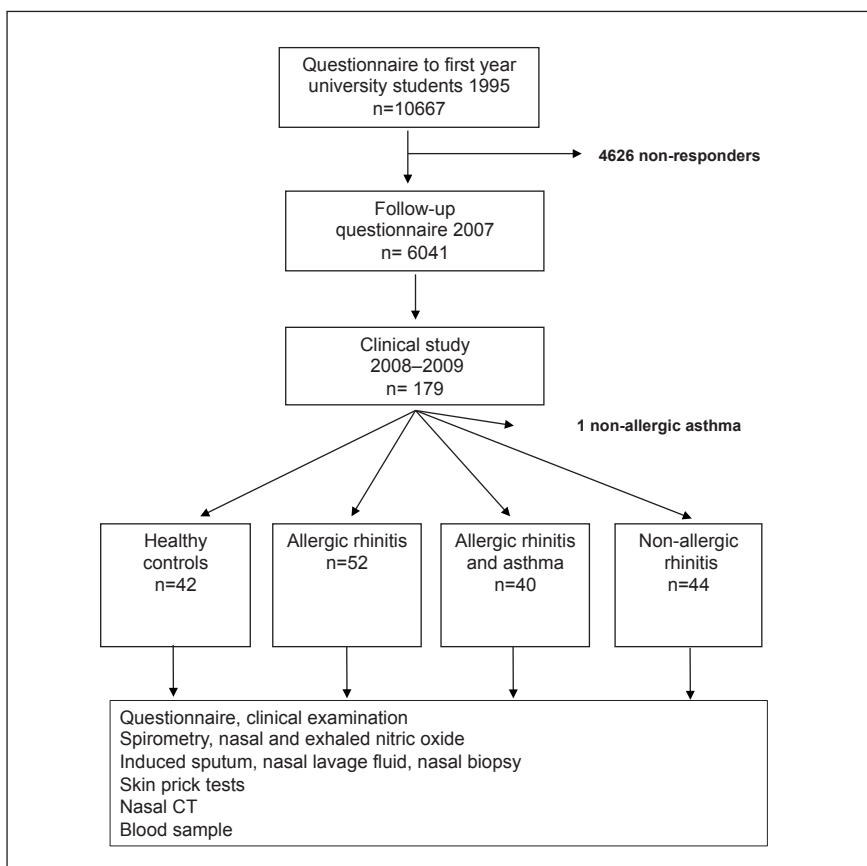 Questionnaire to first year
university students 1995
n=10667
4626 non-responders
Follow-up
questionnaire 2007
n= 6041
Clinical study
2008–2009
n= 179
1 non-allergic asthma
Healthy
controls
n=42
Allergic rhinitis
n=52
Allergic rhinitis
and asthma
n=40
Non-allergic
rhinitis
n=44
Questionnaire, clinical examination
Spirometry, nasal and exhaled nitric oxide
Induced sputum, nasal lavage fluid, nasal biopsy
Skin prick tests
Nasal CT
Blood sample